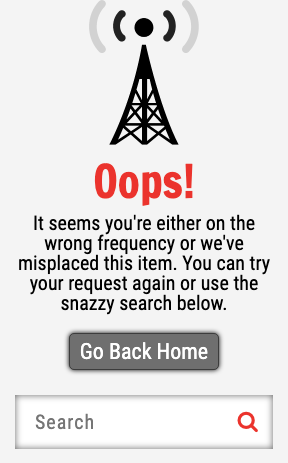 Oops!
It seems you're either on the
wrong frequency or we've
misplaced this item. You can try
your request again or use the
snazzy search below.
Go Back Home
Search